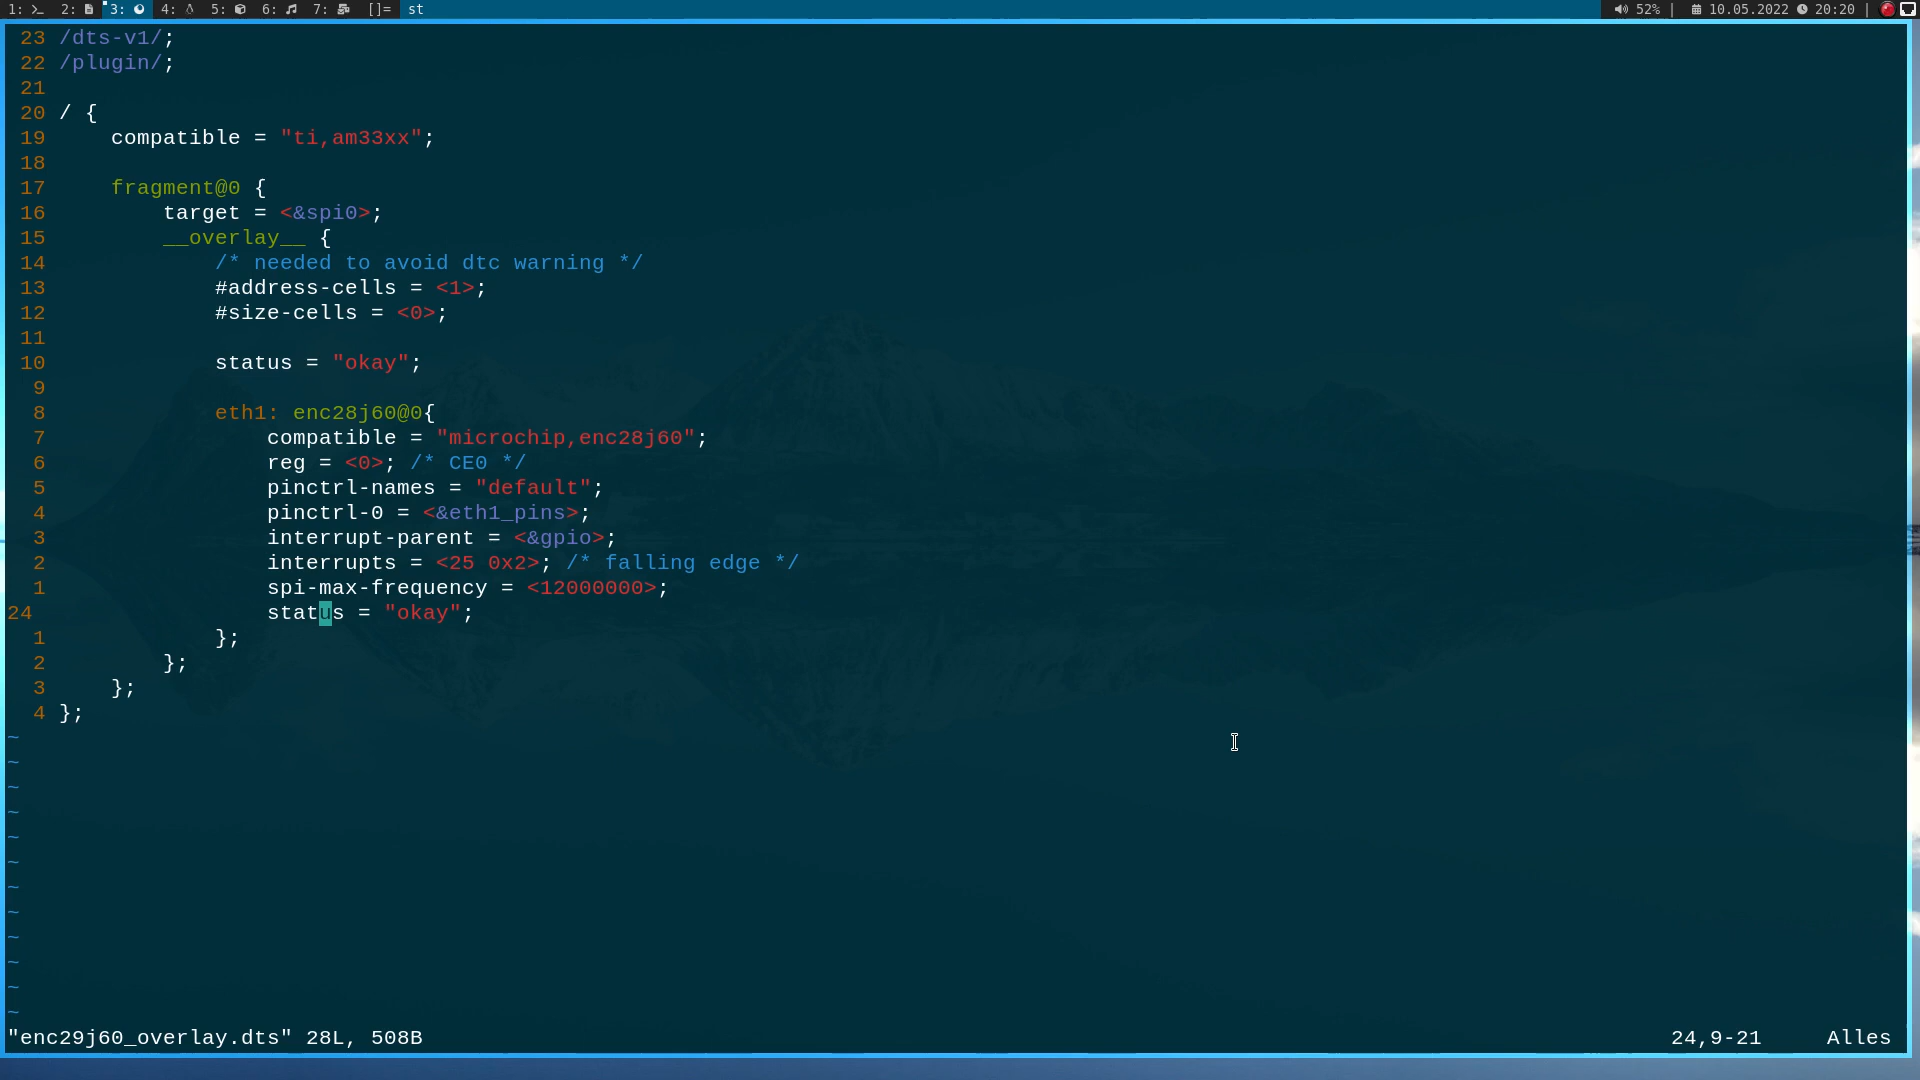 1: 2: 3: 4: 5: 6: 7: []= st 52% | 10.05.2022 20:20 |
23 /dts-v1/;
22 /plugin/;
21
20 / {
19 compatible = "ti,am33xx";
18
17 fragment@0 {
16 target = <&spi0>;
15 __overlay__ {
14 /* needed to avoid dtc warning */
13 #address-cells = <1>;
12 #size-cells = <0>;
11
10 status = "okay";
9
8 eth1: enc28j60@0{
7 compatible = "microchip,enc28j60";
6 reg = <0>; /* CE0 */
5 pinctrl-names = "default";
4 pinctrl-0 = <&eth1_pins>;
3 interrupt-parent = <&gpio>;
2 interrupts = <25 0x2>; /* falling edge */
1 spi-max-frequency = <12000000>;
24 status = "okay";
1 };
2 };
3 };
4 };
~
~
~
~
~
~
~
~
~
~
~
~
"enc29j60_overlay.dts" 28L, 508B 24,9-21 Alles